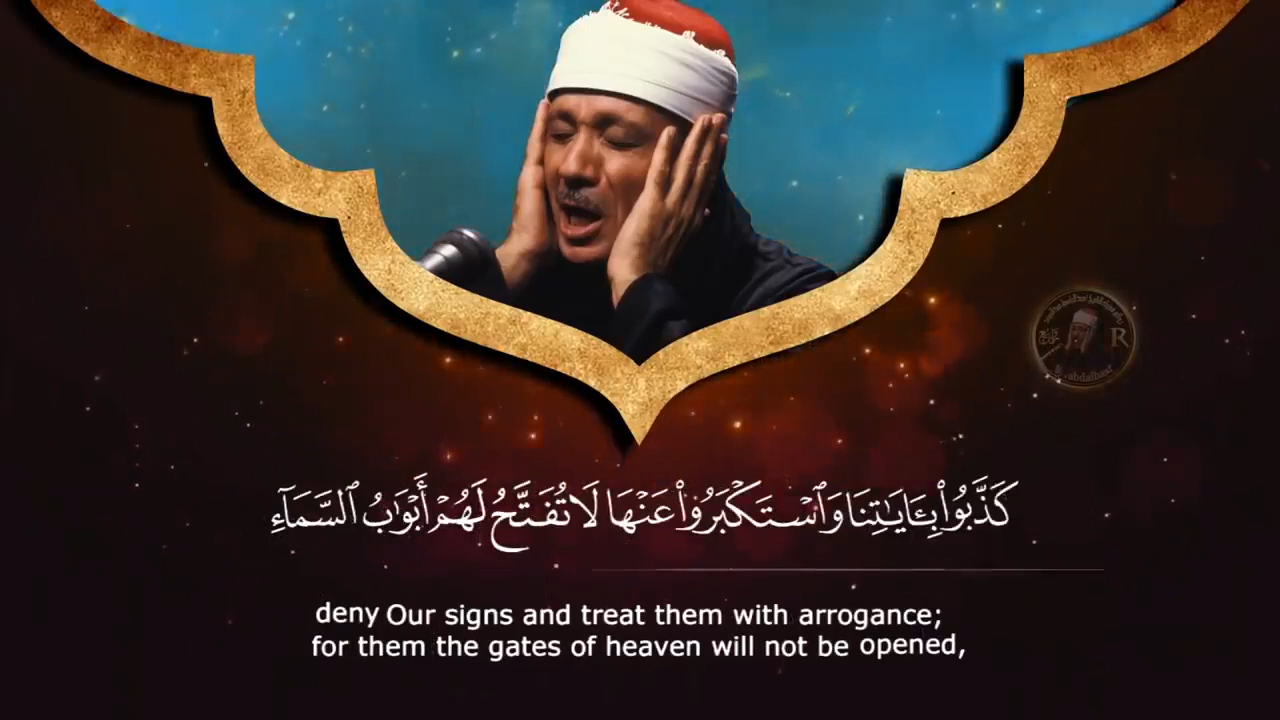 كَذَّبُوا۟ بِـَٔايَـٰتِنَا وَٱسْتَكْبَرُوا۟ عَنْهَا لَا تُفَتَّحُ لَهُمْ أَبْوَٰبُ ٱلسَّمَآءِ
deny Our signs and treat them with arrogance;
for them the gates of heaven will not be opened,
R